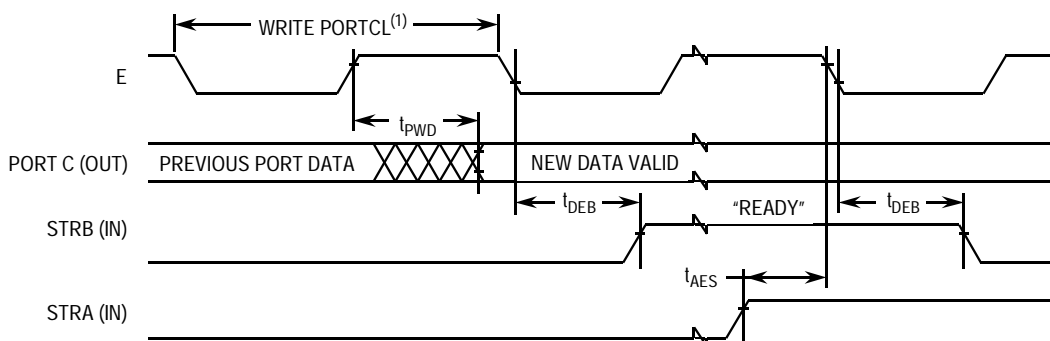 WRITE PORTCL(1)
E
tPWD
PORT C (OUT)
PREVIOUS PORT DATA
NEW DATA VALID
tDEB
"READY"
tDEB
STRB (IN)
tAES
STRA (IN)